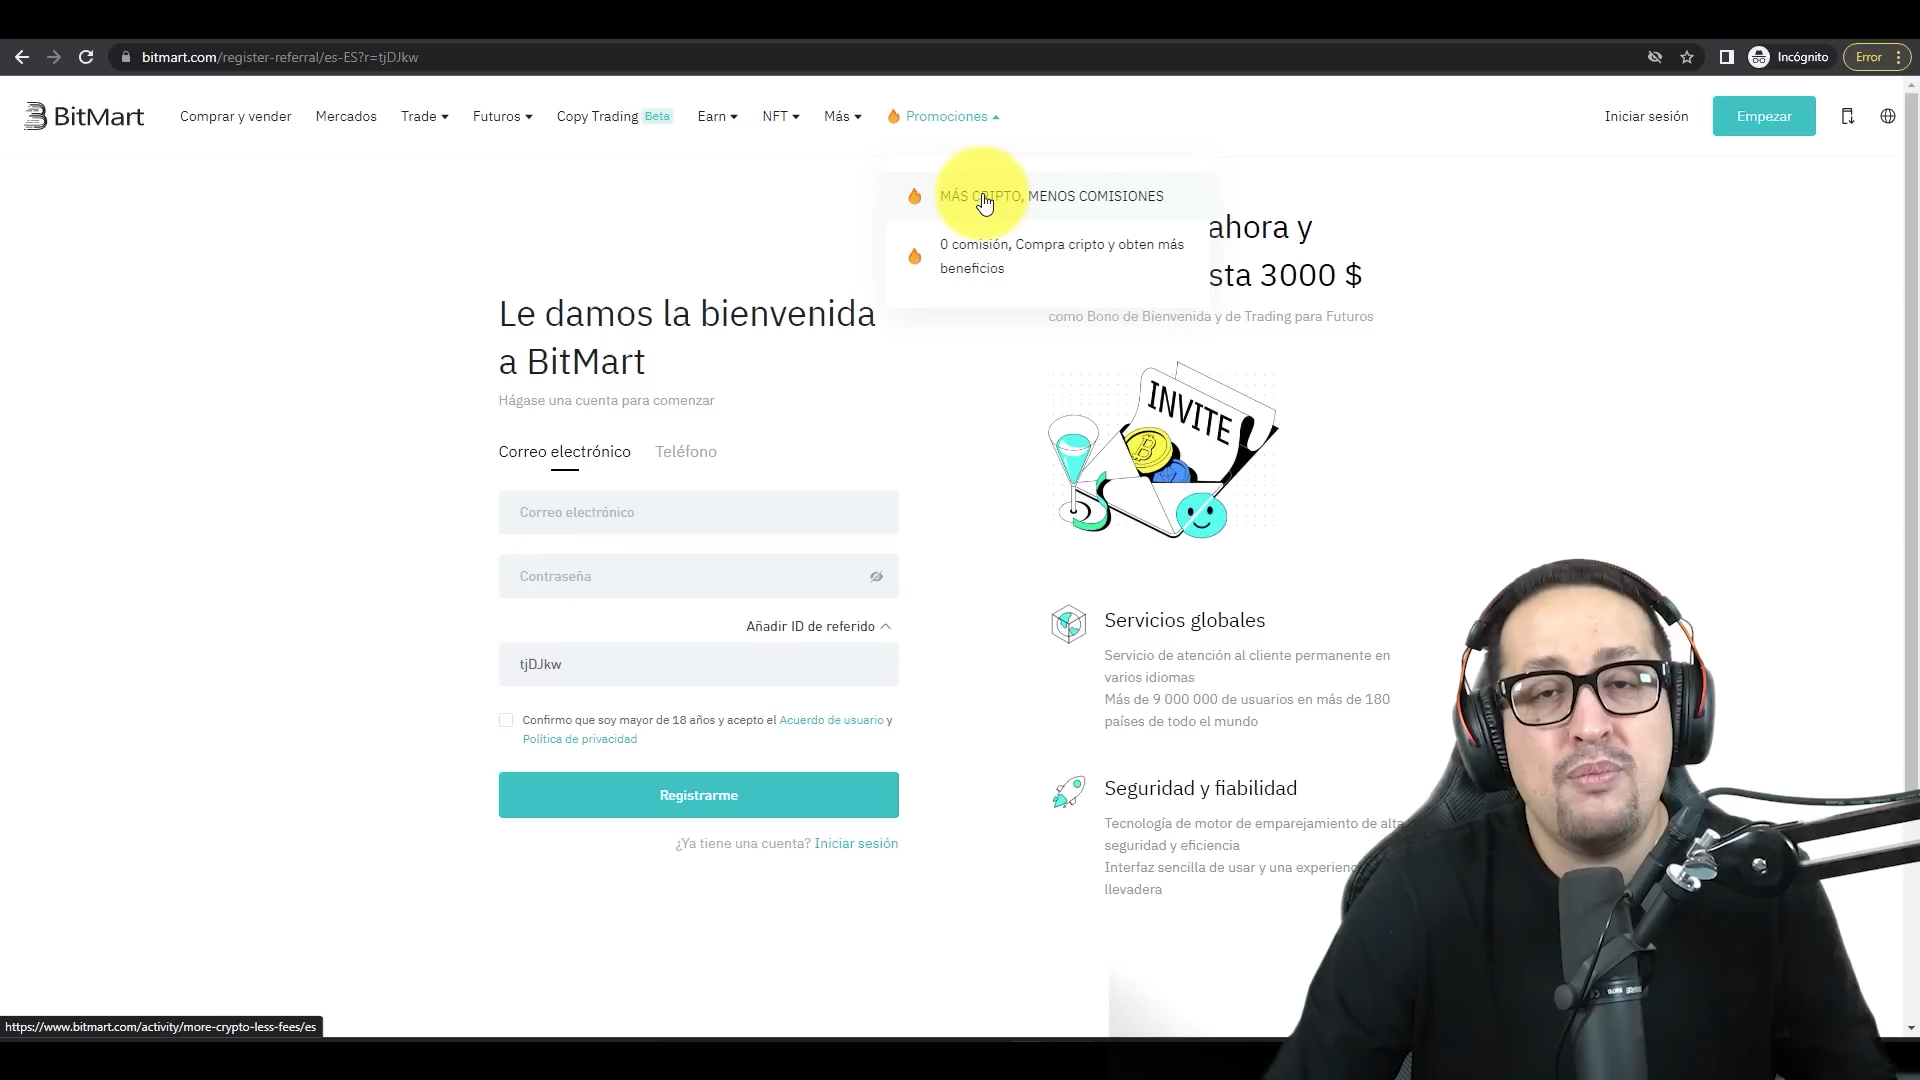 bitmart.com/register-referral/es-ES?r=tjDJkw
Incógnito
Error
BitMart
Comprar y vender
Mercados
Trade
Futuros
Copy Trading Beta
Earn
NFT
Más
Promociones
Iniciar sesión
Empezar
MÁS CRIPTO, MENOS COMISIONES
0 comisión, Compra cripto y obten más
beneficios
Le damos la bienvenida
a BitMart
Hágase una cuenta para comenzar
Correo electrónico
Teléfono
Correo electrónico
Contraseña
Añadir ID de referido
tjDJkw
Confirmo que soy mayor de 18 años y acepto el Acuerdo de usuario y
Política de privacidad
Registrarme
¿Ya tiene una cuenta? Iniciar sesión
ahora y
sta 3000 $
como Bono de Bienvenida y de Trading para Futuros
INVITE
Servicios globales
Servicio de atención al cliente permanente en
varios idiomas
Más de 9 000 000 de usuarios en más de 180
países de todo el mundo
Seguridad y fiabilidad
Tecnología de motor de emparejamiento de alta
seguridad y eficiencia
Interfaz sencilla de usar y una experienc
llevadera
https://www.bitmart.com/activity/more-crypto-less-fees/es